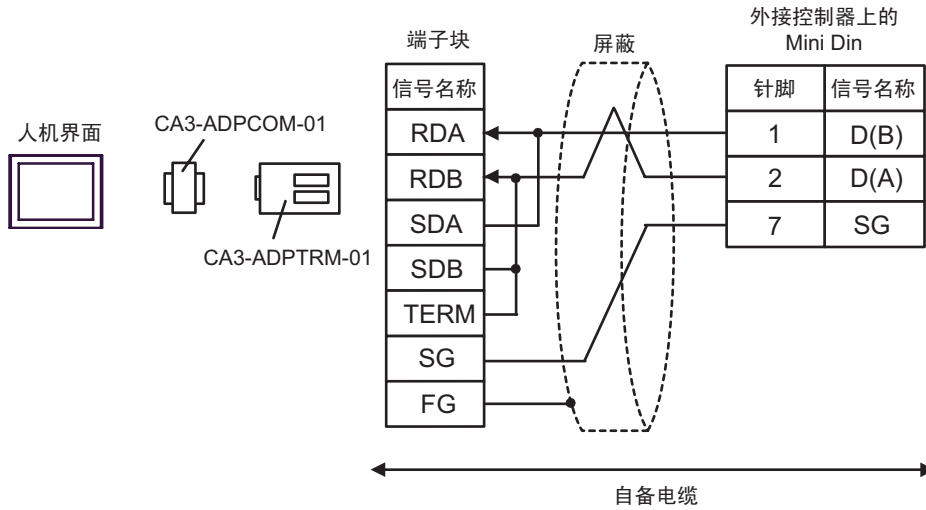 外接控制器上的
Mini Din
端子块
屏蔽
人机界面
CA3-ADPCOM-01
CA3-ADPTRM-01
信号名称
RDA
RDB
SDA
SDB
TERM
SG
FG
针脚 信号名称
1 D(B)
2 D(A)
7 SG
自备电缆